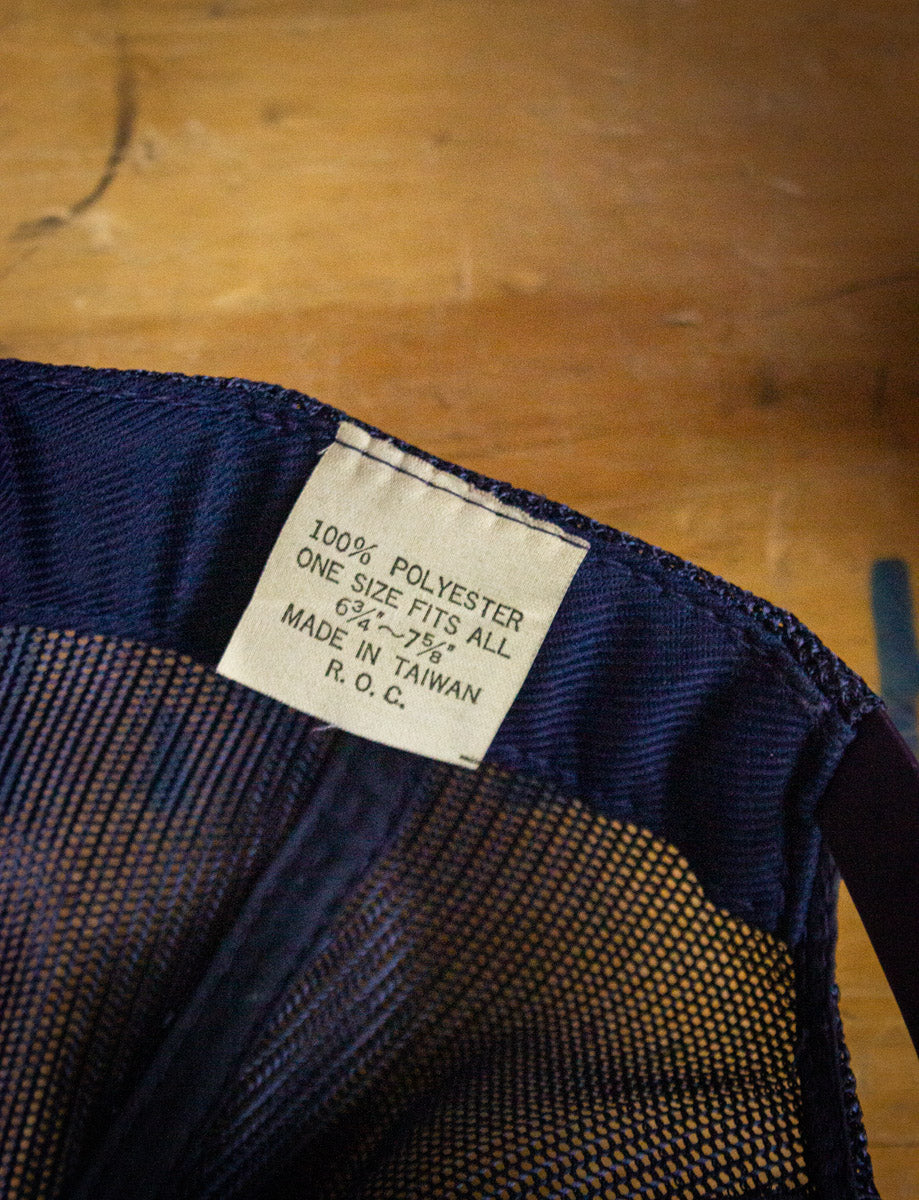 100% POLYESTER
ONE SIZE FITS ALL
6¾"~7⅝"
MADE IN TAIWAN
R. O. C.